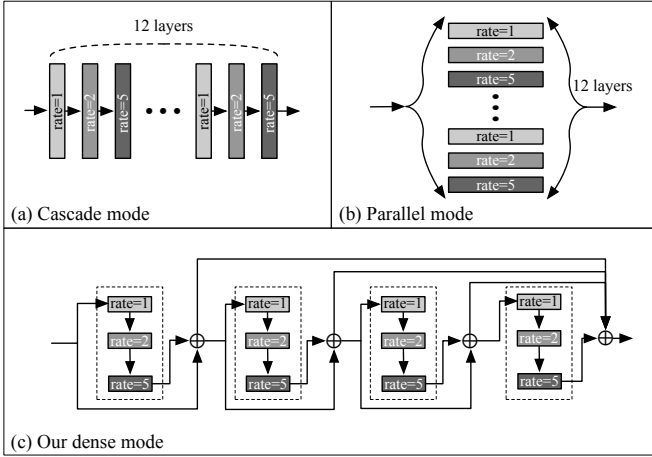 12 layers
rate=1
rate=2
rate=5
rate=1
rate=2
rate=5
(a) Cascade mode
rate=1
rate=2
rate=5
12 layers
rate=1
rate=2
rate=5
(b) Parallel mode
rate=1
rate=2
rate=5
rate=1
rate=2
rate=5
rate=1
rate=2
rate=5
rate=1
rate=2
rate=5
(c) Our dense mode